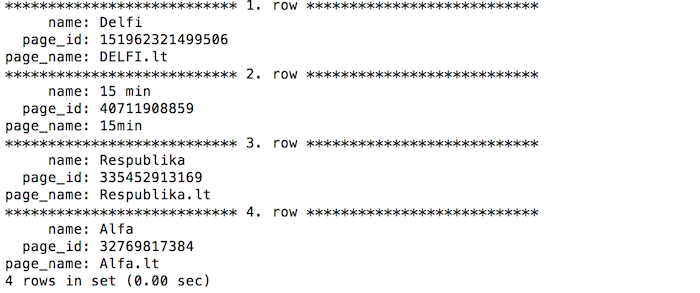 *************************** 1. row ***************************
     name: Delfi
  page_id: 151962321499506
page_name: DELFI.lt
*************************** 2. row ***************************
     name: 15 min
  page_id: 40711908859
page_name: 15min
*************************** 3. row ***************************
     name: Respublika
  page_id: 335452913169
page_name: Respublika.lt
*************************** 4. row ***************************
     name: Alfa
  page_id: 32769817384
page_name: Alfa.lt
4 rows in set (0.00 sec)